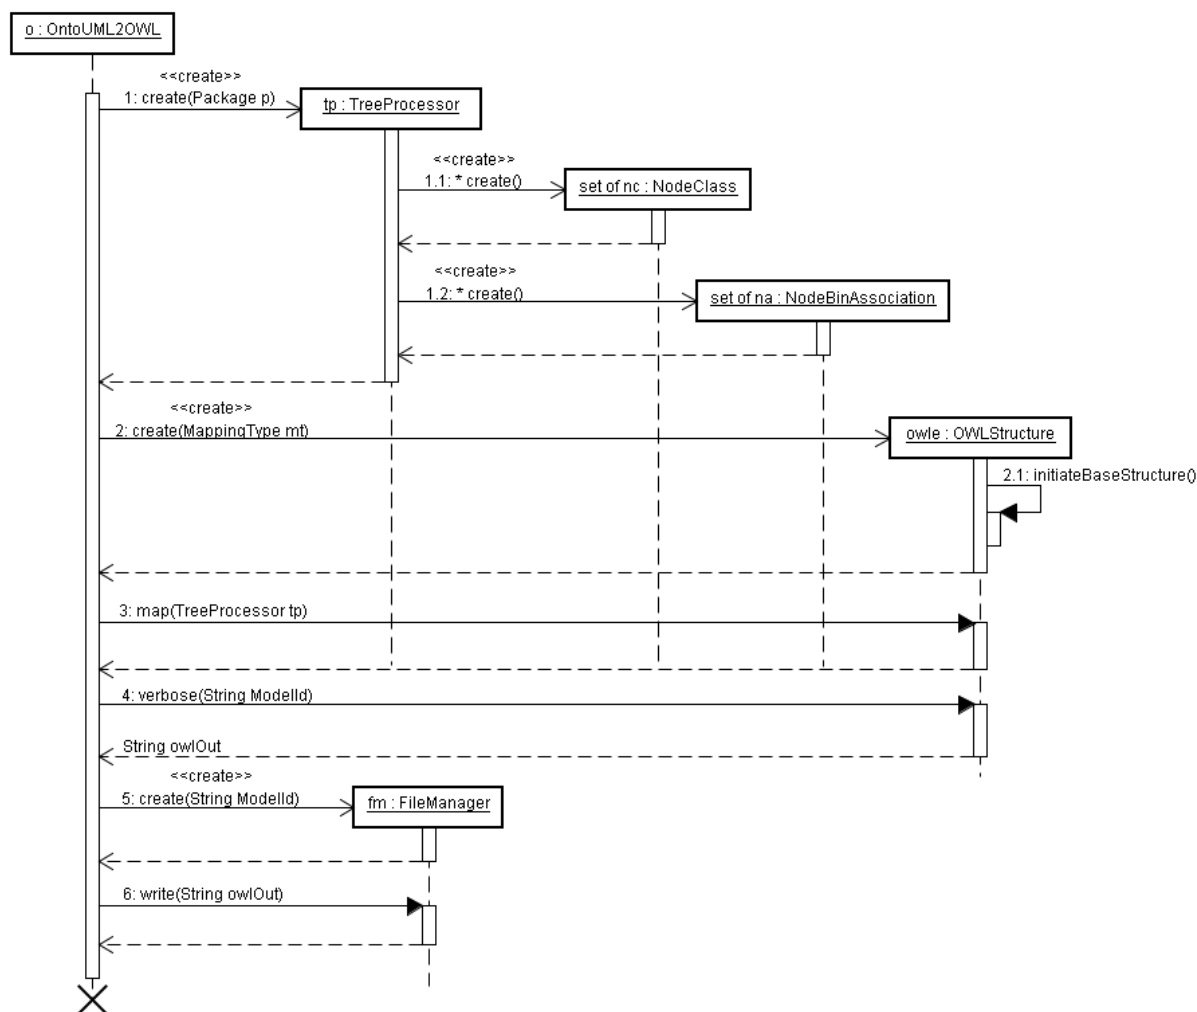 o : OntoUML2OWL
<<create>>
1: create(Package p)
tp : TreeProcessor
<<create>>
1.1: * create()
set of nc : NodeClass
<<create>>
1.2: * create()
set of na : NodeBinAssociation
<<create>>
2: create(MappingType mt)
owle : OWLStructure
2.1: initiateBaseStructure()
3: map(TreeProcessor tp)
4: verbose(String ModelId)
String owlOut
<<create>>
5: create(String ModelId)
fm : FileManager
6: write(String owlOut)